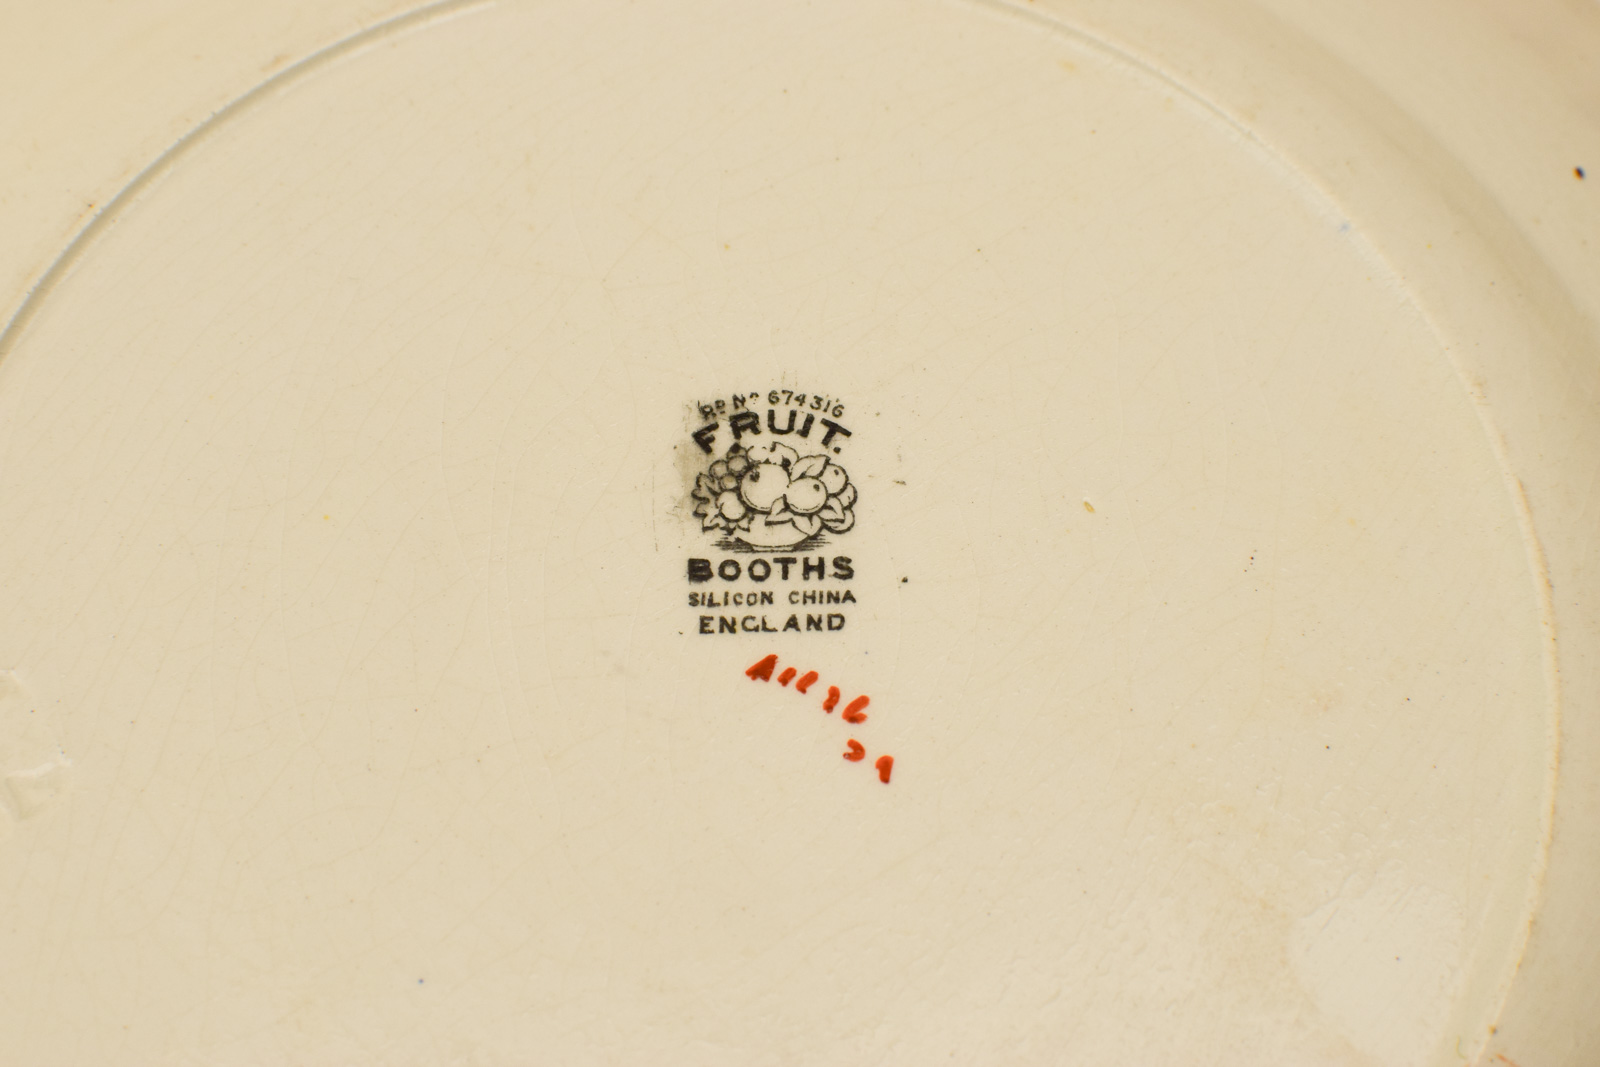 RD No 674316
FRUIT.
BOOTHS
SILICON CHINA
ENGLAND